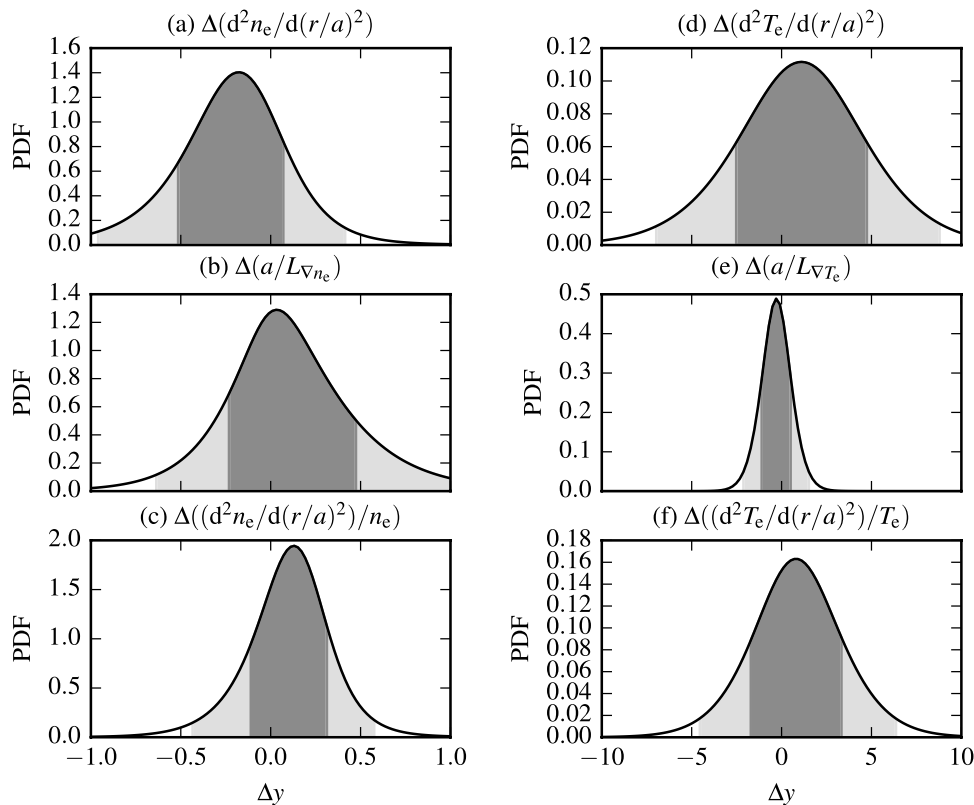 (a) Δ(d²nₑ/d(r/a)²)
1.6
1.4
1.2
1.0
0.8
0.6
0.4
0.2
0.0
PDF
(b) Δ(a/L∇nₑ)
1.4
1.2
1.0
0.8
0.6
0.4
0.2
0.0
PDF
(c) Δ((d²nₑ/d(r/a)²)/nₑ)
2.0
1.5
1.0
0.5
0.0
PDF
−1.0 −0.5 0.0 0.5 1.0
Δy
(d) Δ(d²Tₑ/d(r/a)²)
0.12
0.10
0.08
0.06
0.04
0.02
0.00
PDF
(e) Δ(a/L∇Tₑ)
0.5
0.4
0.3
0.2
0.1
0.0
PDF
(f) Δ((d²Tₑ/d(r/a)²)/Tₑ)
0.18
0.16
0.14
0.12
0.10
0.08
0.06
0.04
0.02
0.00
PDF
−10 −5 0 5 10
Δy